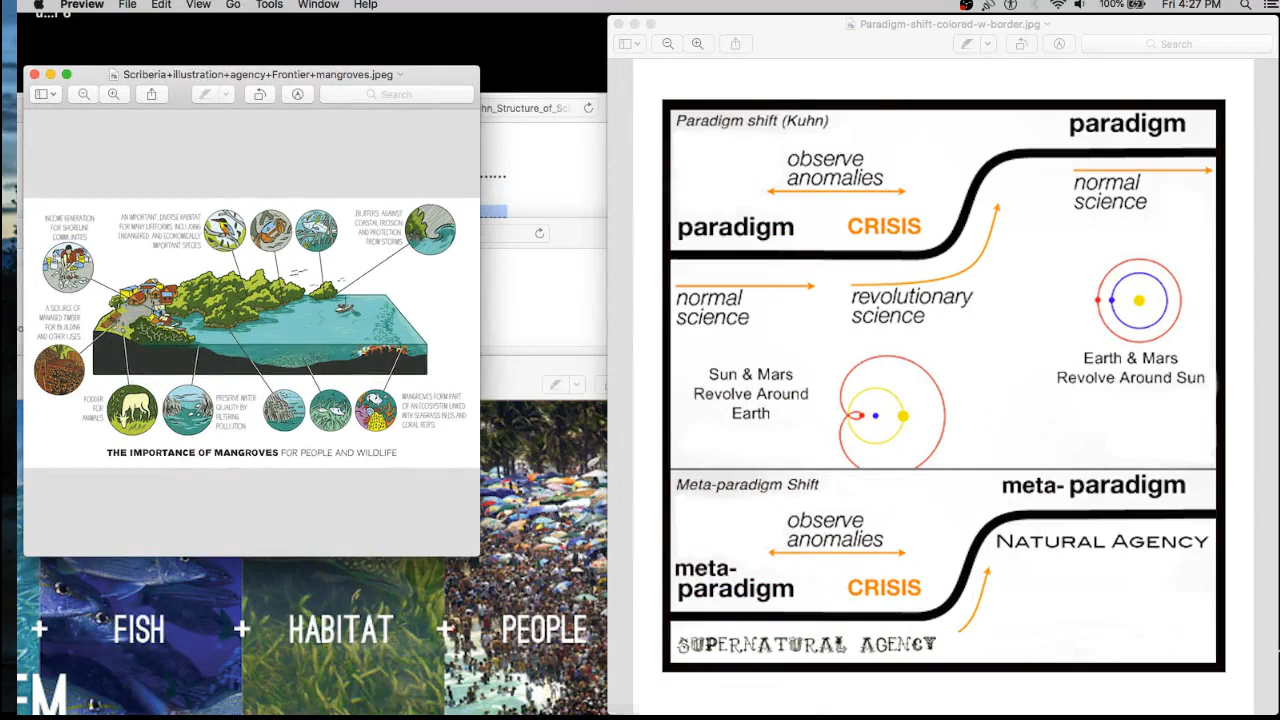 Preview File Edit View Go Tools Window Help
100%
Fri 4:27 PM
Scriberia+illustration+agency+Frontier+mangroves.jpeg
Search
INCOME GENERATION
FOR SHORELINE
COMMUNITIES
AN IMPORTANT, DIVERSE HABITAT
FOR MANY LIFEFORMS, INCLUDING
ENDANGERED AND ECONOMICALLY
IMPORTANT SPECIES
BUFFERS AGAINST
COASTAL EROSION
AND PROTECTION
FROM STORMS
A SOURCE OF
MANAGED TIMBER
FOR BUILDING
AND OTHER USES
FODDER
FOR
ANIMALS
PRESERVE WATER
QUALITY BY
FILTERING
POLLUTION
MANGROVES FORM PART
OF AN ECOSYSTEM LINKED
WITH SEAGRASS BEDS AND
CORAL REEFS
THE IMPORTANCE OF MANGROVES FOR PEOPLE AND WILDLIFE
hn_Structure_of_Sci
+ FISH + HABITAT + PEOPLE
Paradigm-shift-colored-w-border.jpg
Search
Paradigm shift (Kuhn)
paradigm
observe
anomalies
normal
science
paradigm CRISIS
normal
science
revolutionary
science
Sun & Mars
Revolve Around
Earth
Earth & Mars
Revolve Around Sun
Meta-paradigm Shift
meta- paradigm
observe
anomalies
NATURAL AGENCY
meta-
paradigm CRISIS
SUPERNATURAL AGENCY